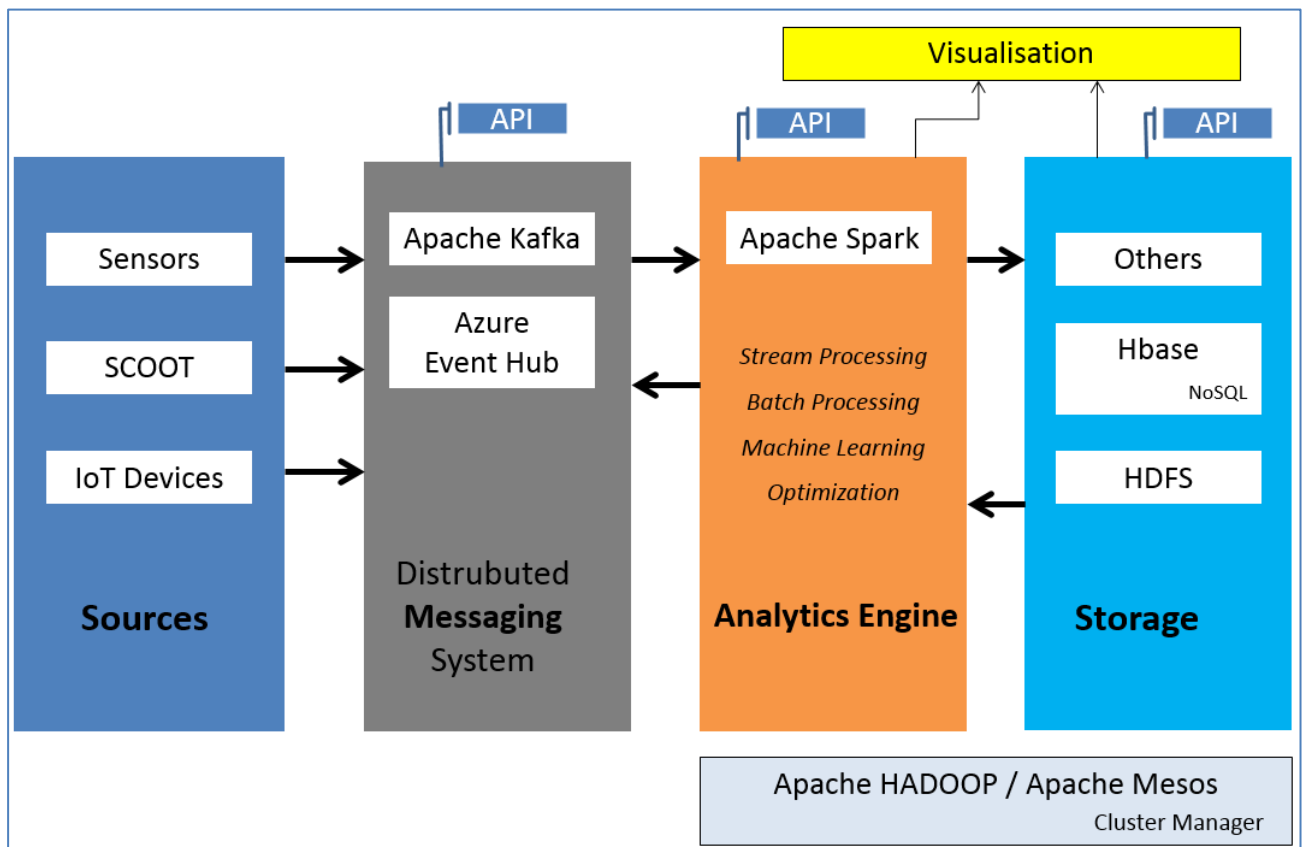 Visualisation
API
API
API
Sensors
SCOOT
IoT Devices
Sources
Apache Kafka
Azure
Event Hub
Distrubuted
Messaging
System
Apache Spark
Stream Processing
Batch Processing
Machine Learning
Optimization
Analytics Engine
Others
Hbase
NoSQL
HDFS
Storage
Apache HADOOP / Apache Mesos
Cluster Manager